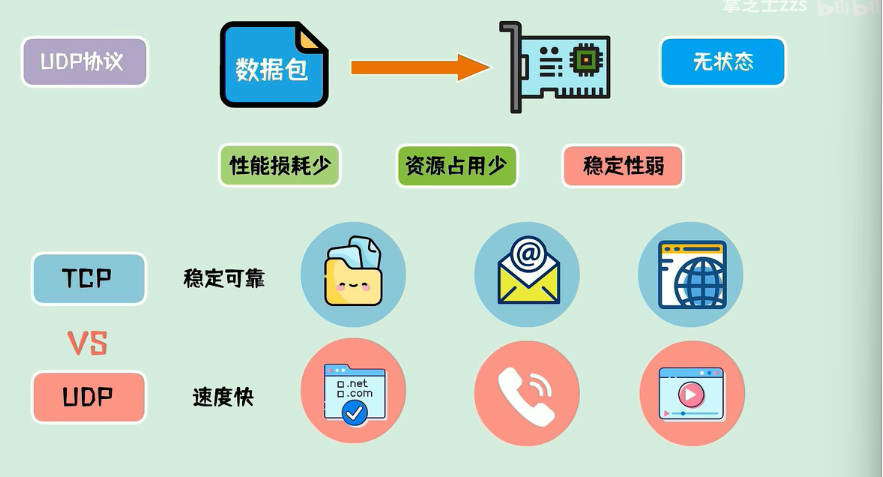 掌芝士zzs bilibili
UDP协议
数据包
无状态
性能损耗少
资源占用少
稳定性弱
TCP
稳定可靠
@
VS
UDP
速度快
.net
.com